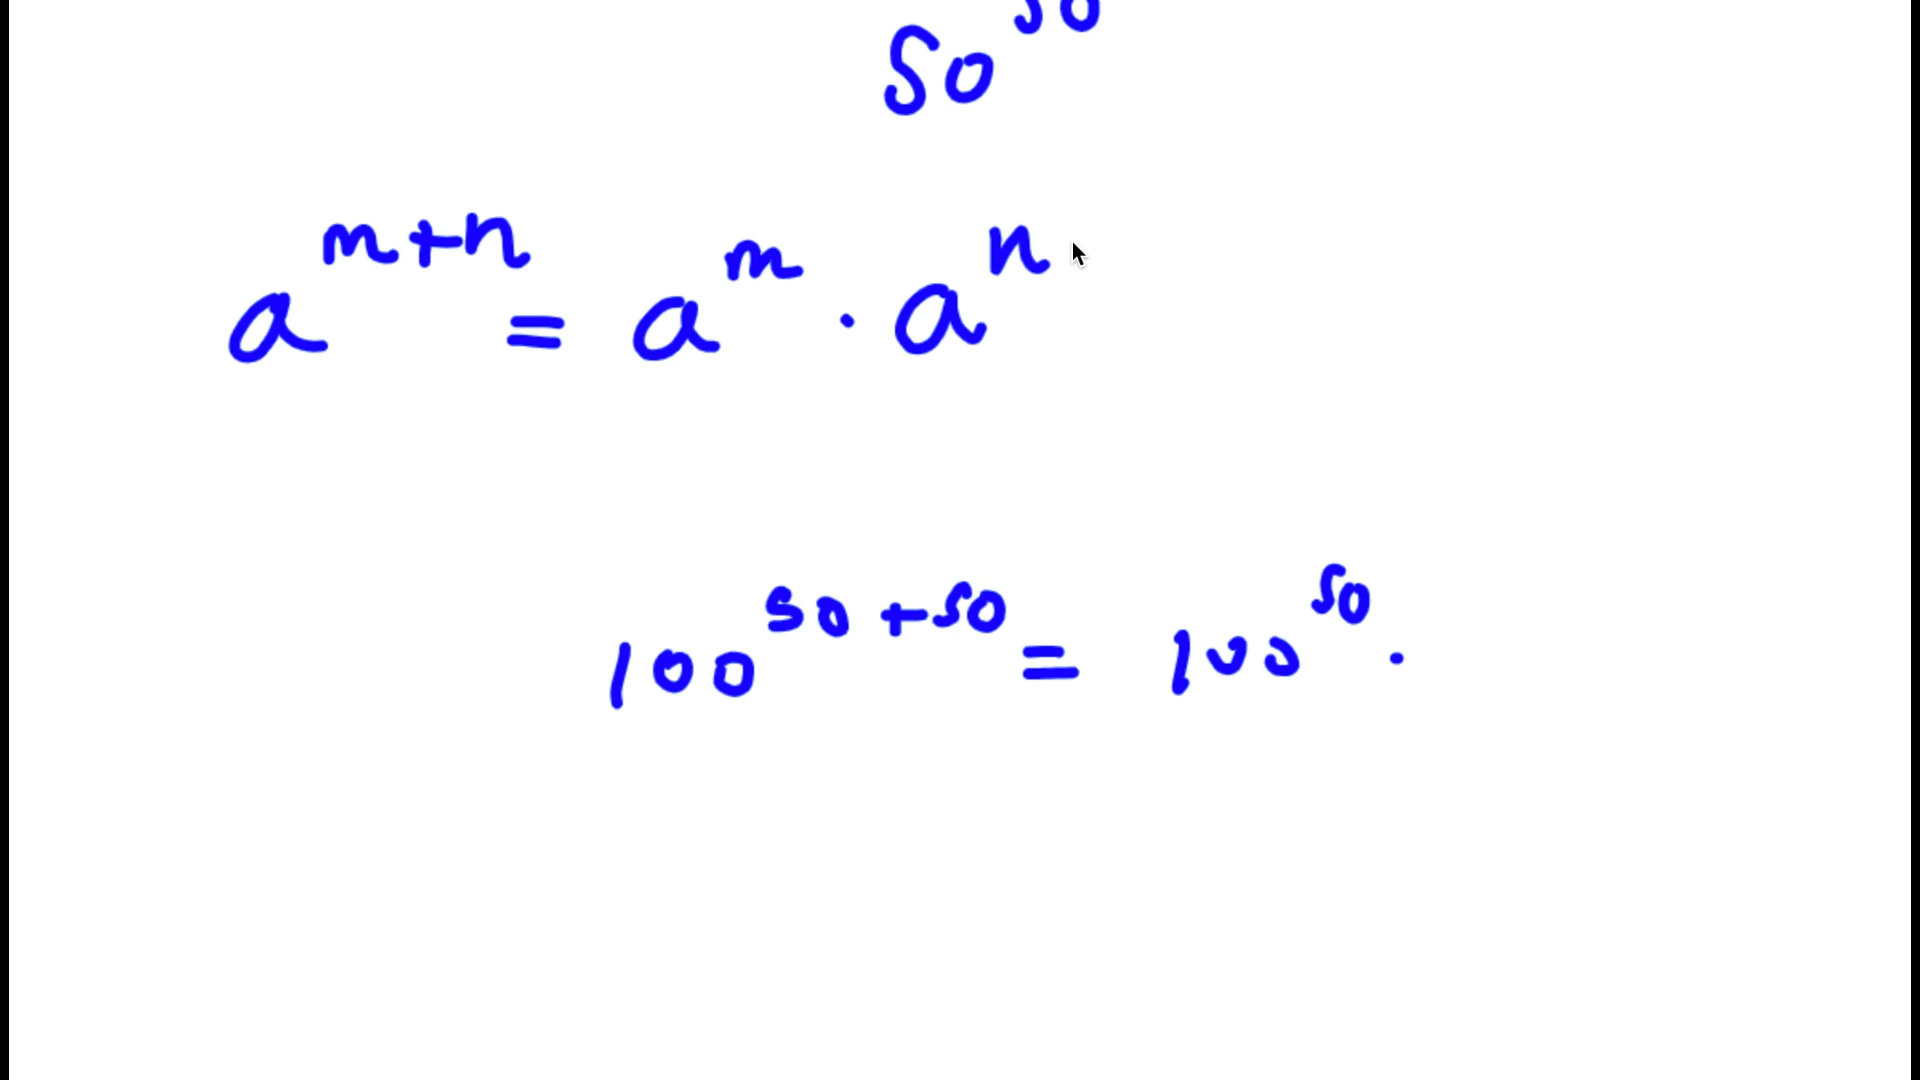 50^50
a^{m+n} = a^m · a^n
100^{50+50} = 100^{50} ·